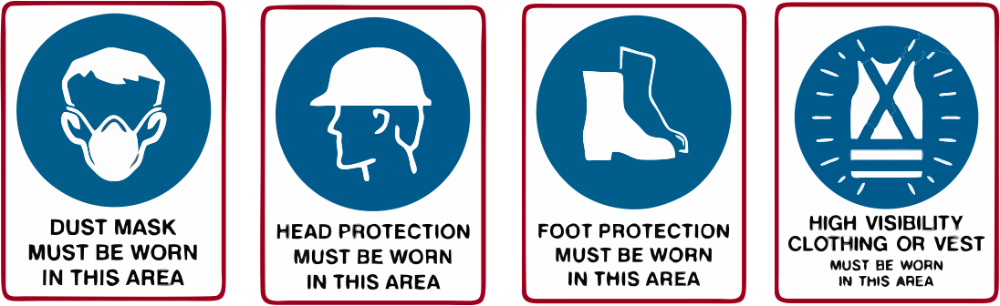 DUST MASK
MUST BE WORN
IN THIS AREA
HEAD PROTECTION
MUST BE WORN
IN THIS AREA
FOOT PROTECTION
MUST BE WORN
IN THIS AREA
HIGH VISIBILITY
CLOTHING OR VEST
MUST BE WORN
IN THIS AREA